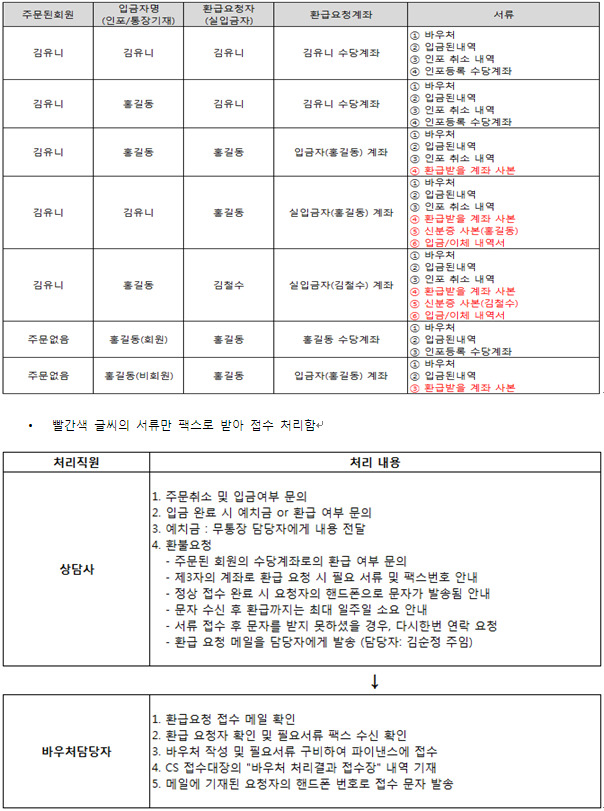 주문된회원 입금자명 환급요청자 환급요청계좌 서류
(인포/통장기재) (실입금자)
김유니 김유니 김유니 김유니 수당계좌
① 바우처
② 입금된내역
③ 인포 취소 내역
④ 인포등록 수당계좌
김유니 홍길동 김유니 김유니 수당계좌
① 바우처
② 입금된내역
③ 인포 취소 내역
④ 인포등록 수당계좌
김유니 홍길동 홍길동 입금자(홍길동) 계좌
① 바우처
② 입금된내역
③ 인포 취소 내역
④ 환급받을 계좌 사본
김유니 김유니 홍길동 실입금자(홍길동) 계좌
① 바우처
② 입금된내역
③ 인포 취소 내역
④ 환급받을 계좌 사본
⑤ 신분증 사본(홍길동)
⑥ 입금/이체 내역서
김유니 홍길동 김철수 실입금자(김철수) 계좌
① 바우처
② 입금된내역
③ 인포 취소 내역
④ 환급받을 계좌 사본
⑤ 신분증 사본(김철수)
⑥ 입금/이체 내역서
주문없음 홍길동(회원) 홍길동 홍길동 수당계좌
① 바우처
② 입금된내역
③ 인포등록 수당계좌
주문없음 홍길동(비회원) 홍길동 입금자(홍길동) 계좌
① 바우처
② 입금된내역
③ 환급받을 계좌 사본
• 빨간색 글씨의 서류만 팩스로 받아 접수 처리함↵
처리직원 처리 내용
상담사
1. 주문취소 및 입금여부 문의
2. 입금 완료 시 예치금 or 환급 여부 문의
3. 예치금 : 무통장 담당자에게 내용 전달
4. 환불요청
- 주문된 회원의 수당계좌로의 환급 여부 문의
- 제3자의 계좌로 환급 요청 시 필요 서류 및 팩스번호 안내
- 정상 접수 완료 시 요청자의 핸드폰으로 문자가 발송됨 안내
- 문자 수신 후 환급까지는 최대 일주일 소요 안내
- 서류 접수 후 문자를 받지 못하셨을 경우, 다시한번 연락 요청
- 환급 요청 메일을 담당자에게 발송 (담당자: 김순정 주임)
↓
바우처담당자
1. 환급요청 접수 메일 확인
2. 환급 요청자 확인 및 필요서류 팩스 수신 확인
3. 바우처 작성 및 필요서류 구비하여 파이낸스에 접수
4. CS 접수대장의 "바우처 처리결과 접수장" 내역 기재
5. 메일에 기재된 요청자의 핸드폰 번호로 접수 문자 발송